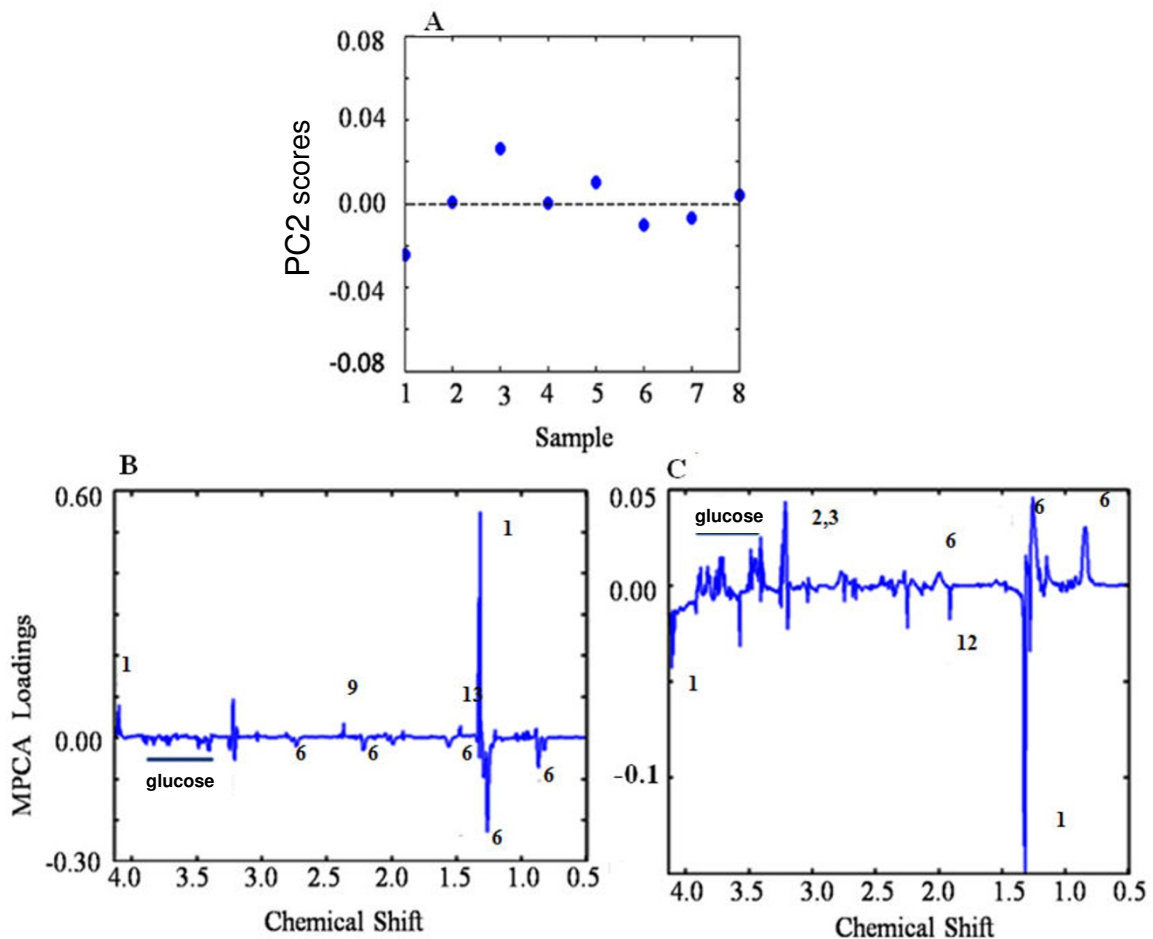 A
0.08
0.04
0.00
-0.04
-0.08
PC2 scores
1 2 3 4 5 6 7 8
Sample
B
0.60
0.00
-0.30
MPCA Loadings
1
1
9
13
6
6
6
6
6
glucose
4.0 3.5 3.0 2.5 2.0 1.5 1.0 0.5
Chemical Shift
C
0.05
0.00
-0.1
glucose
2,3
6
6
6
12
1
1
4.0 3.5 2.5 2.0 1.5 1.0 0.5
Chemical Shift